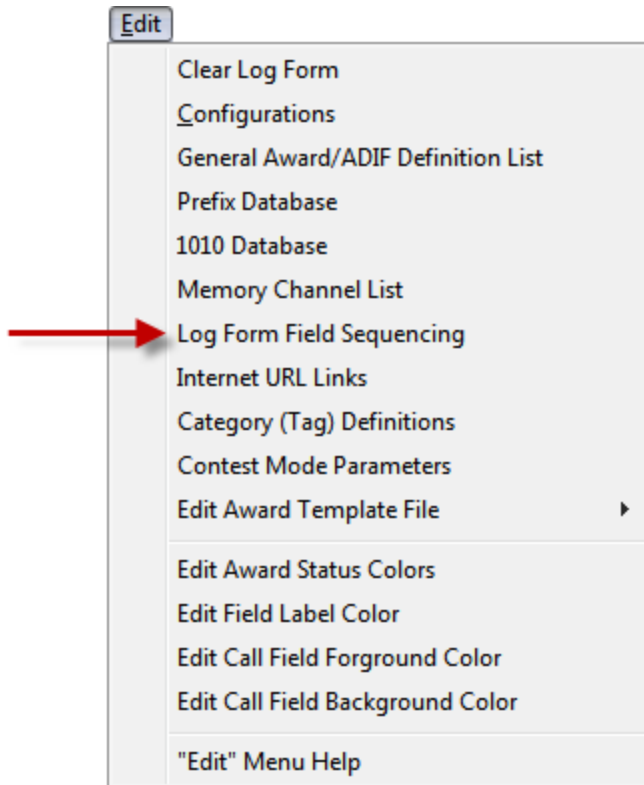 Edit
Clear Log Form
Configurations
General Award/ADIF Definition List
Prefix Database
1010 Database
Memory Channel List
Log Form Field Sequencing
Internet URL Links
Category (Tag) Definitions
Contest Mode Parameters
Edit Award Template File
Edit Award Status Colors
Edit Field Label Color
Edit Call Field Forground Color
Edit Call Field Background Color
"Edit" Menu Help